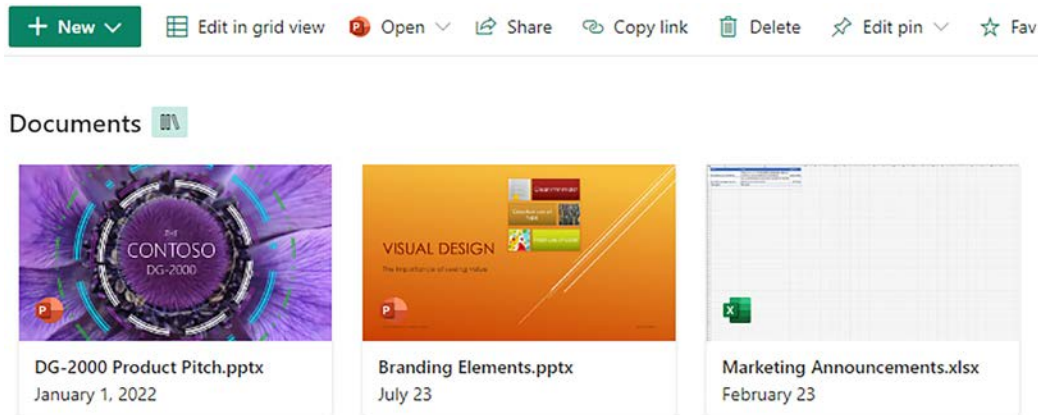 + New Edit in grid view Open Share Copy link Delete Edit pin Fav
Documents
THE
CONTOSO
DG-2000
VISUAL DESIGN
The importance of seeing value
DG-2000 Product Pitch.pptx
Branding Elements.pptx
Marketing Announcements.xlsx
January 1, 2022
July 23
February 23